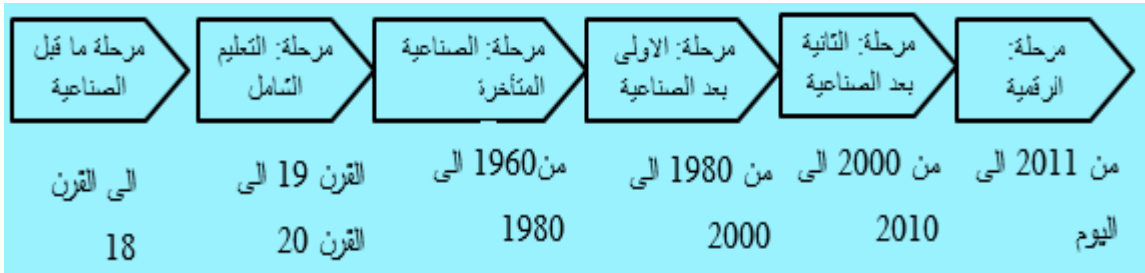 مرحلة ما قبل
الصناعية
مرحلة: التعليم
الشامل
مرحلة: الصناعية
المتأخرة
مرحلة: الاولى
بعد الصناعية
مرحلة: الثانية
بعد الصناعية
مرحلة:
الرقمية
الى القرن
18
القرن 19 الى
القرن 20
من1960 الى
1980
من 1980 الى
2000
من 2000 الى
2010
من 2011 الى
اليوم